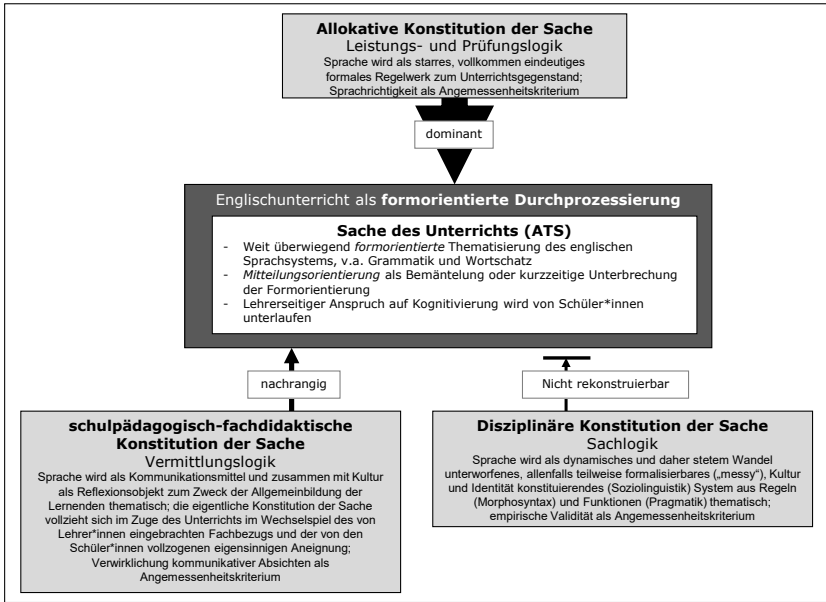 Allokative Konstitution der Sache
Leistungs- und Prüfungslogik
Sprache wird als starres, vollkommen eindeutiges
formales Regelwerk zum Unterrichtsgegenstand;
Sprachrichtigkeit als Angemessenheitskriterium
dominant
Englischunterricht als formorientierte Durchprozessierung
Sache des Unterrichts (ATS)
- Weit überwiegend formorientierte Thematisierung des englischen
Sprachsystems, v.a. Grammatik und Wortschatz
- Mitteilungsorientierung als Bemäntelung oder kurzzeitige Unterbrechung
der Formorientierung
- Lehrerseitiger Anspruch auf Kognitivierung wird von Schüler*innen
unterlaufen
nachrangig
Nicht rekonstruierbar
schulpädagogisch-fachdidaktische
Konstitution der Sache
Vermittlungslogik
Sprache wird als Kommunikationsmittel und zusammen mit Kultur
als Reflexionsobjekt zum Zweck der Allgemeinbildung der
Lernenden thematisch; die eigentliche Konstitution der Sache
vollzieht sich im Zuge des Unterrichts im Wechselspiel des von
Lehrer*innen eingebrachten Fachbezugs und der von den
Schüler*innen vollzogenen eigensinnigen Aneignung;
Verwirklichung kommunikativer Absichten als
Angemessenheitskriterium
Disziplinäre Konstitution der Sache
Sachlogik
Sprache wird als dynamisches und daher stetem Wandel
unterworfenes, allenfalls teilweise formalisierbares („messy“), Kultur
und Identität konstituierendes (Soziolinguistik) System aus Regeln
(Morphosyntax) und Funktionen (Pragmatik) thematisch;
empirische Validität als Angemessenheitskriterium